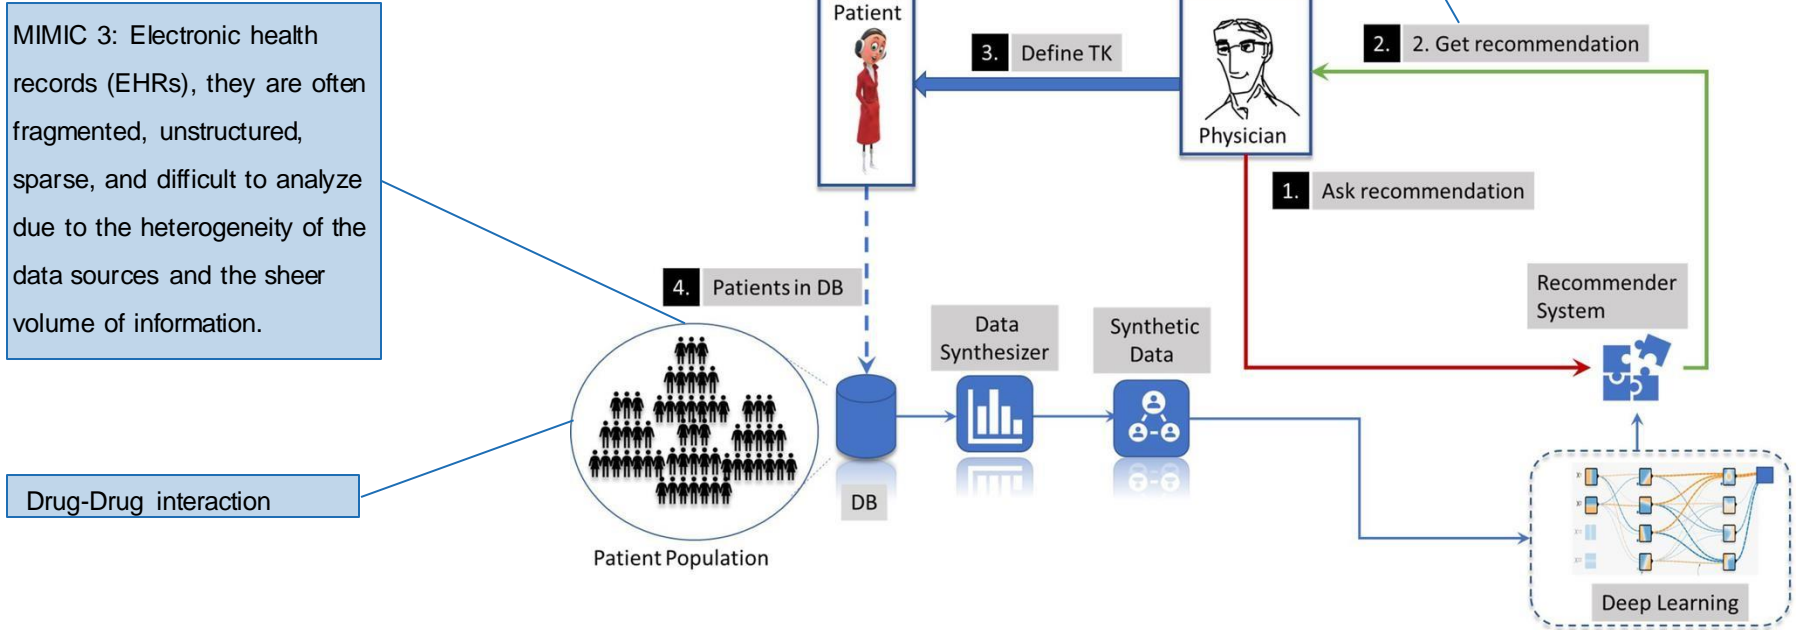 MIMIC 3: Electronic health
records (EHRs), they are often
fragmented, unstructured,
sparse, and difficult to analyze
due to the heterogeneity of the
data sources and the sheer
volume of information.
Drug-Drug interaction
Patient
3. Define TK
Physician
2. 2. Get recommendation
1. Ask recommendation
4. Patients in DB
Patient Population
DB
Data
Synthesizer
Synthetic
Data
Recommender
System
Deep Learning